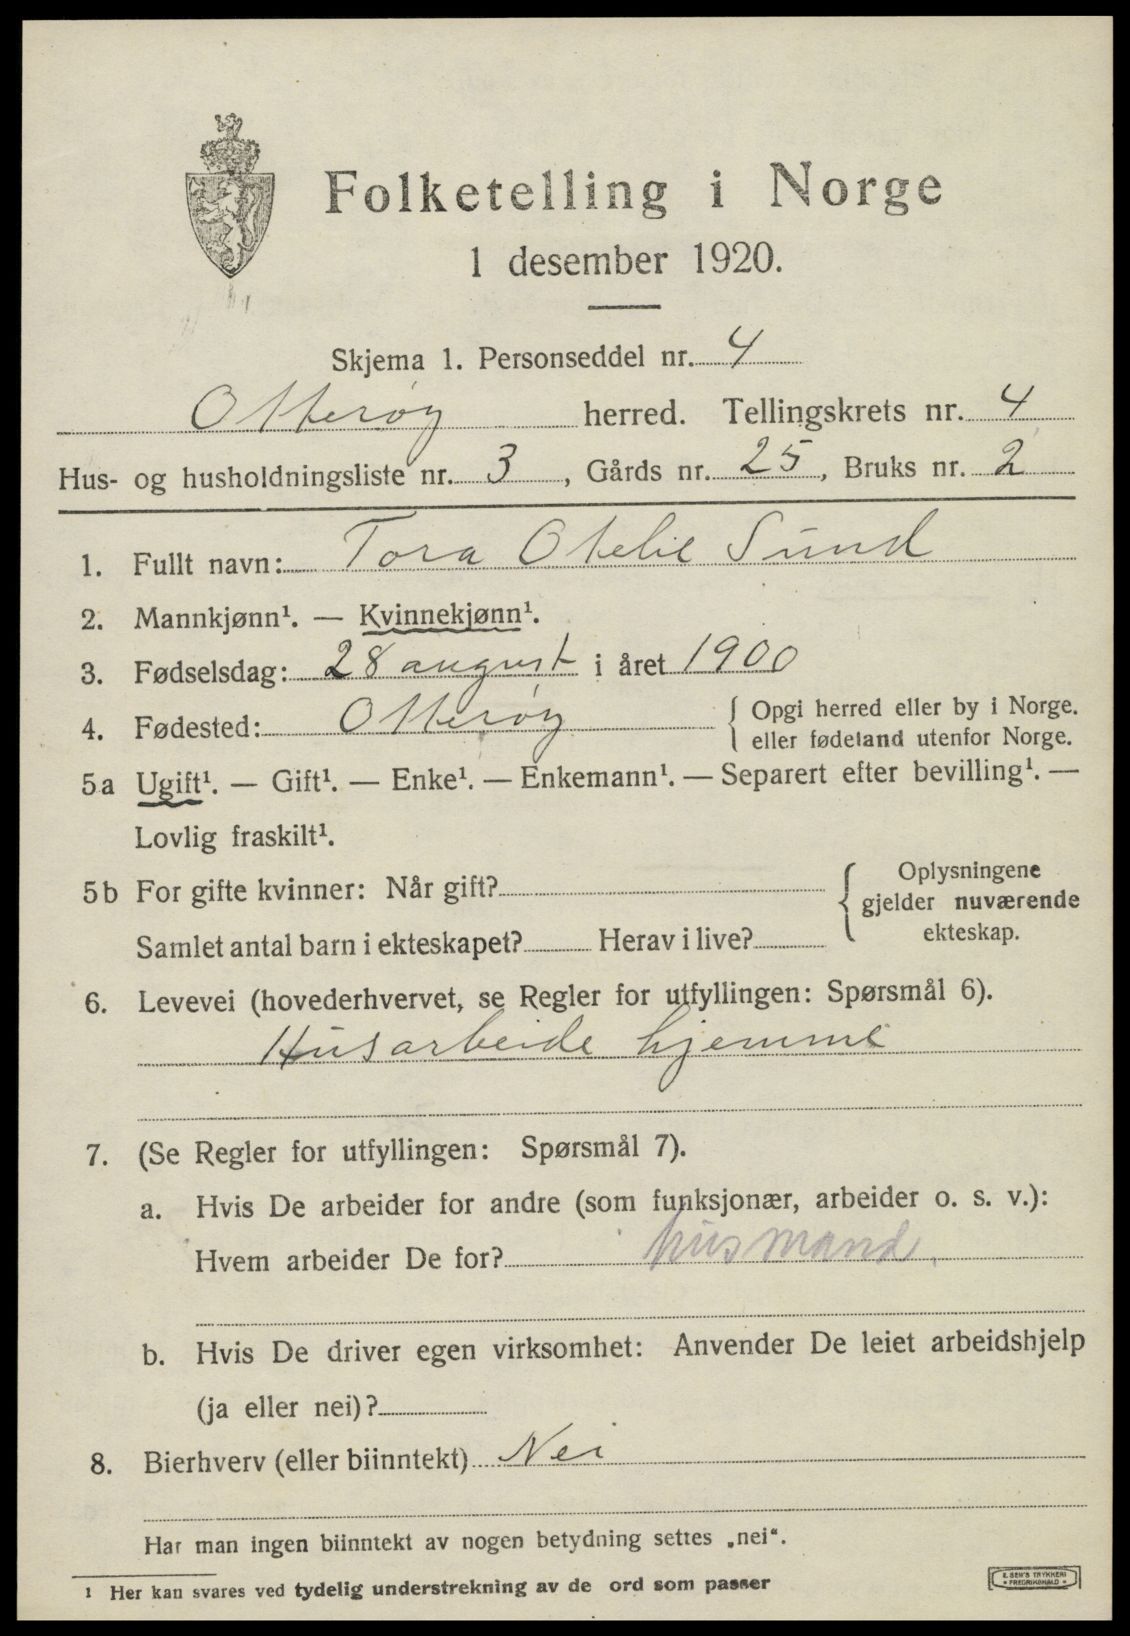 Folketelling i Norge
1 desember 1920.
Skjema 1. Personseddel nr. 4
Otterøy herred. Tellingskrets nr. 4
Hus- og husholdningsliste nr. 3, Gårds nr. 25, Bruks nr. 2
1. Fullt navn: Tora Otelie Sund
2. Mannkjønn¹. — Kvinnekjønn¹.
3. Fødselsdag: 28 august i året 1900
4. Fødested: Otterøy { Opgi herred eller by i Norge.
eller fødeland utenfor Norge.
5a Ugift¹. — Gift¹. — Enke¹. — Enkemann¹. — Separert efter bevilling¹. —
Lovlig fraskilt¹.
5b For gifte kvinner: Når gift?
Samlet antal barn i ekteskapet? Herav i live?
{ Oplysningene
gjelder nuværende
ekteskap.
6. Levevei (hovederhvervet, se Regler for utfyllingen: Spørsmål 6).
Husarbeide hjemme
7. (Se Regler for utfyllingen: Spørsmål 7).
a. Hvis De arbeider for andre (som funksjonær, arbeider o. s. v.):
Hvem arbeider De for? husmand.
b. Hvis De driver egen virksomhet: Anvender De leiet arbeidshjelp
(ja eller nei)?
8. Bierhverv (eller biinntekt) Nei
Har man ingen biinntekt av nogen betydning settes „nei“.
¹ Her kan svares ved tydelig understrekning av de ord som passer
TRYKKERI
FREDRIKSHALD